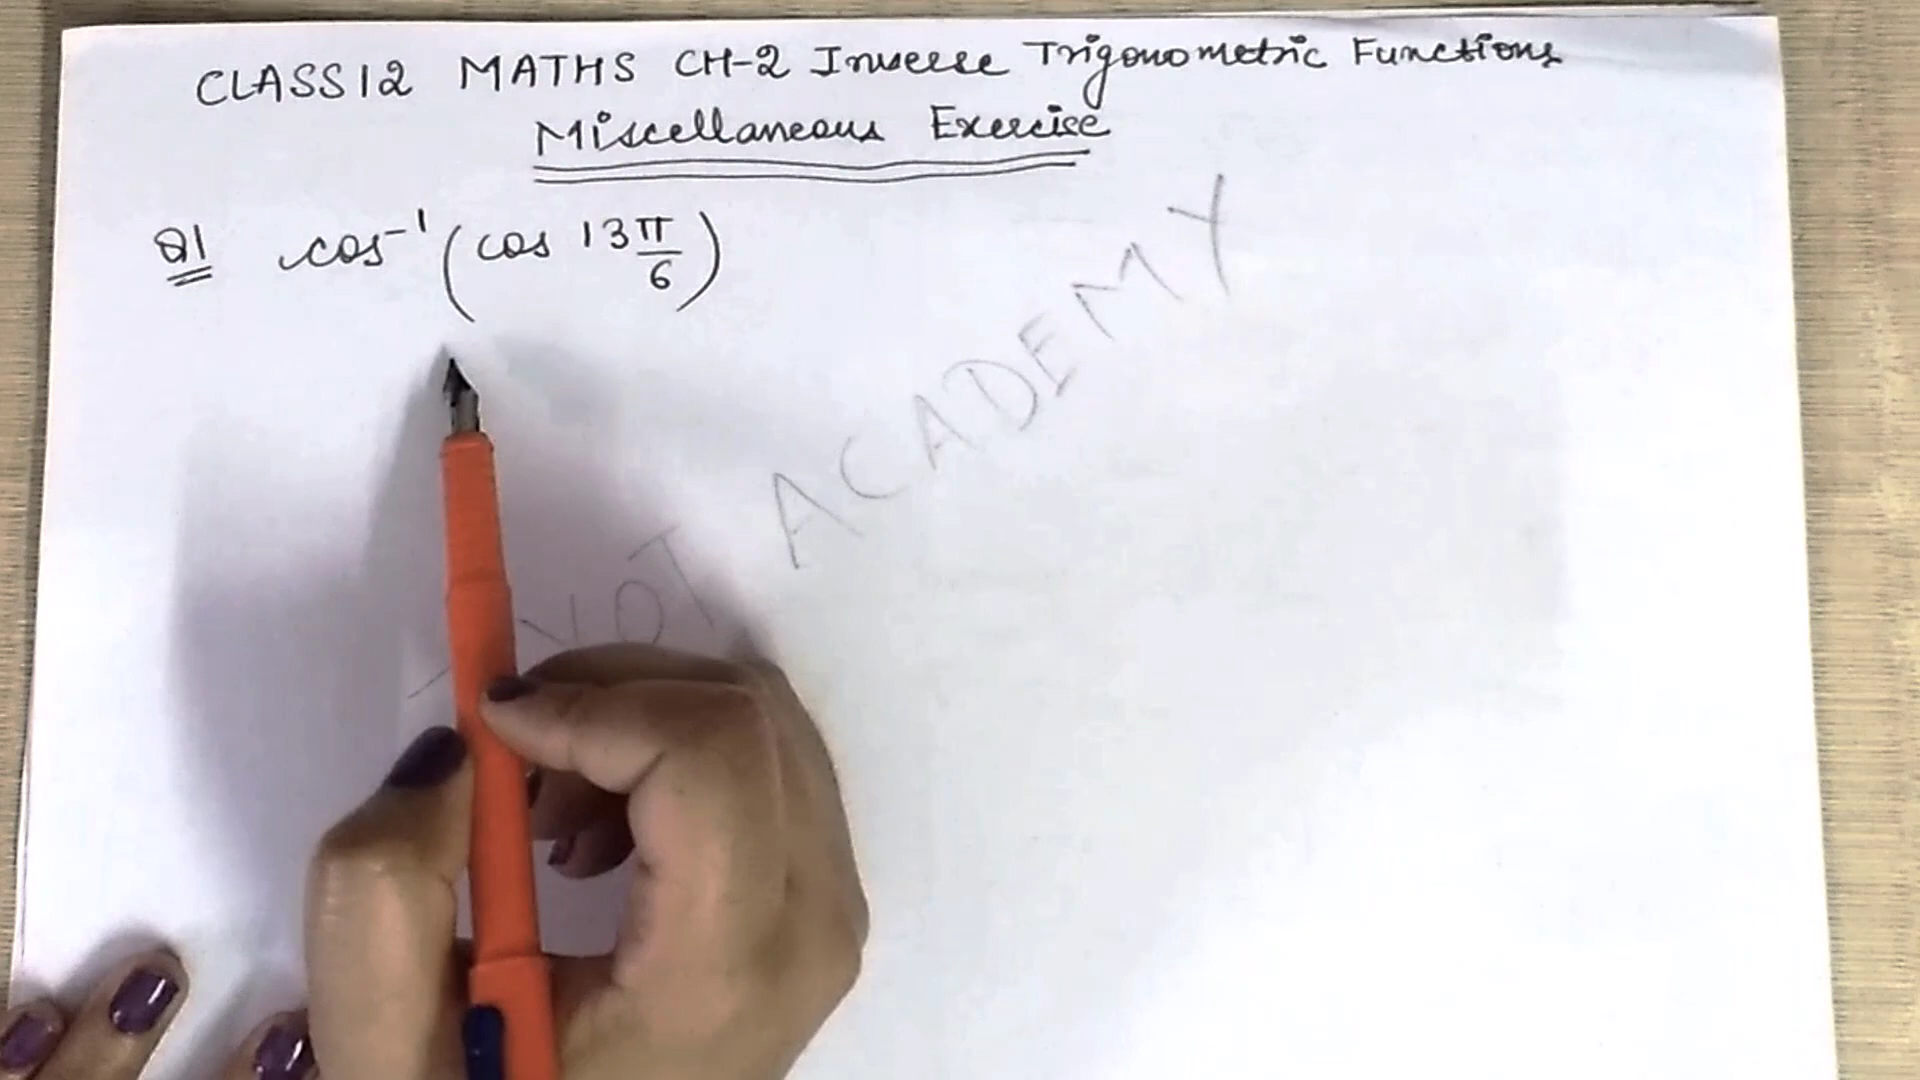 CLASS 12 MATHS CH-2 Inverse Trigonometric Functions
Miscellaneous Exercise
Q1 cos⁻¹(cos 13π/6)
ACADEMY